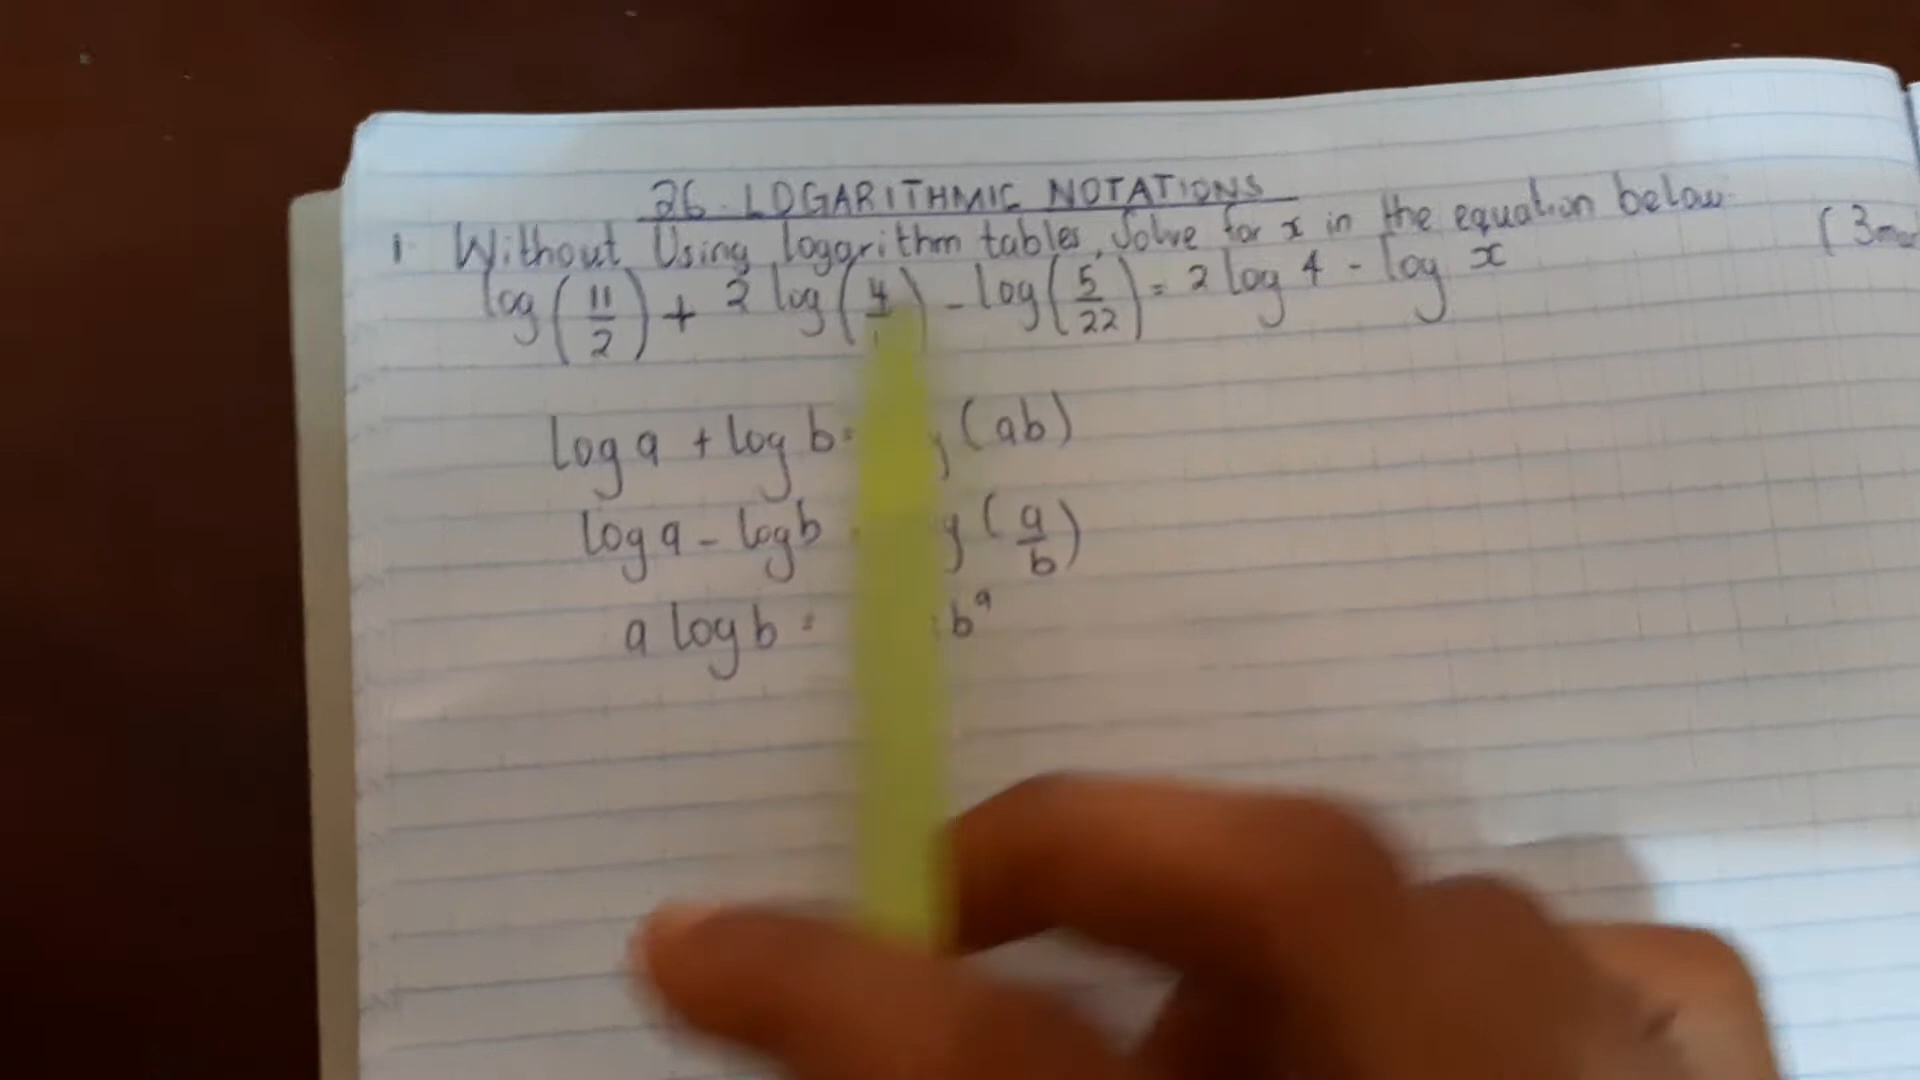 26. LOGARITHMIC NOTATIONS
1. Without Using logarithm tables, Solve for x in the equation below. (3
log(11/2) + 2 log(4/ ) - log(5/22) = 2 log 4 - log x
log a + log b = (ab)
log a - log b (a/b)
a log b = b^a